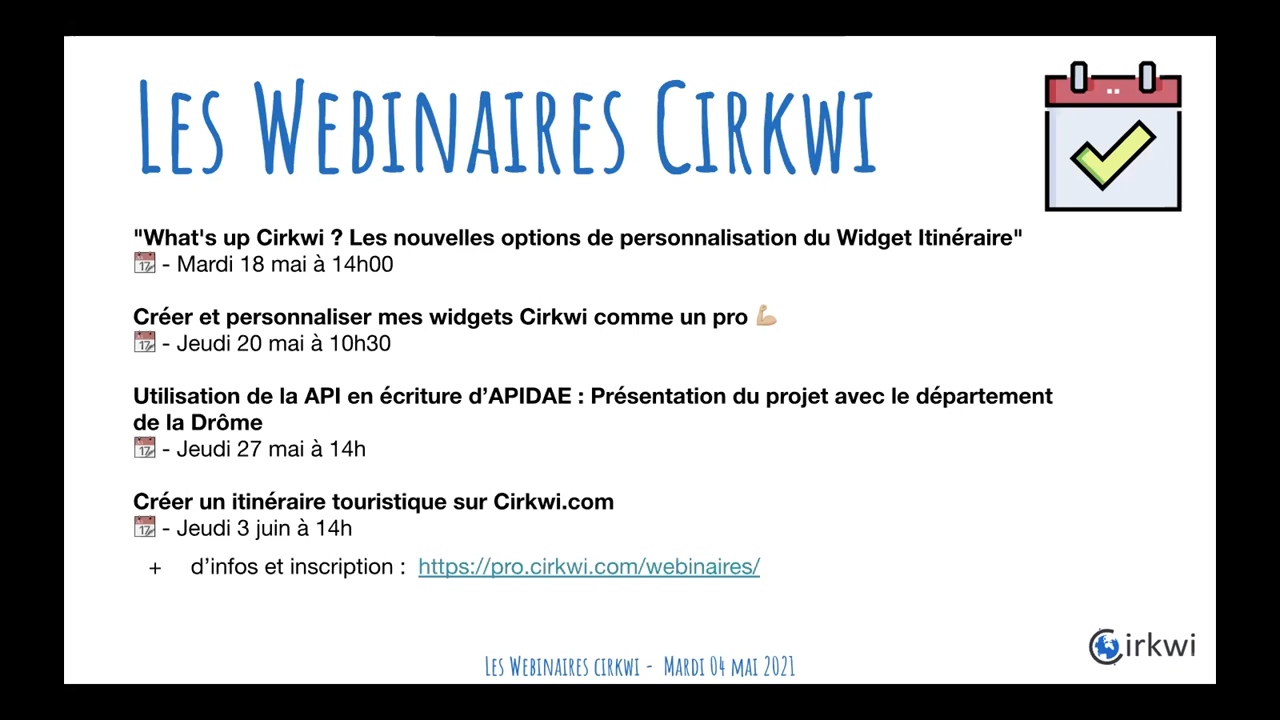 Les Webinaires Cirkwi
"What's up Cirkwi ? Les nouvelles options de personnalisation du Widget Itinéraire"
📆 - Mardi 18 mai à 14h00
Créer et personnaliser mes widgets Cirkwi comme un pro 💪🏼
📆 - Jeudi 20 mai à 10h30
Utilisation de la API en écriture d’APIDAE : Présentation du projet avec le département
de la Drôme
📆 - Jeudi 27 mai à 14h
Créer un itinéraire touristique sur Cirkwi.com
📆 - Jeudi 3 juin à 14h
+ d’infos et inscription : https://pro.cirkwi.com/webinaires/
Cirkwi
Les Webinaires cirkwi - Mardi 04 mai 2021